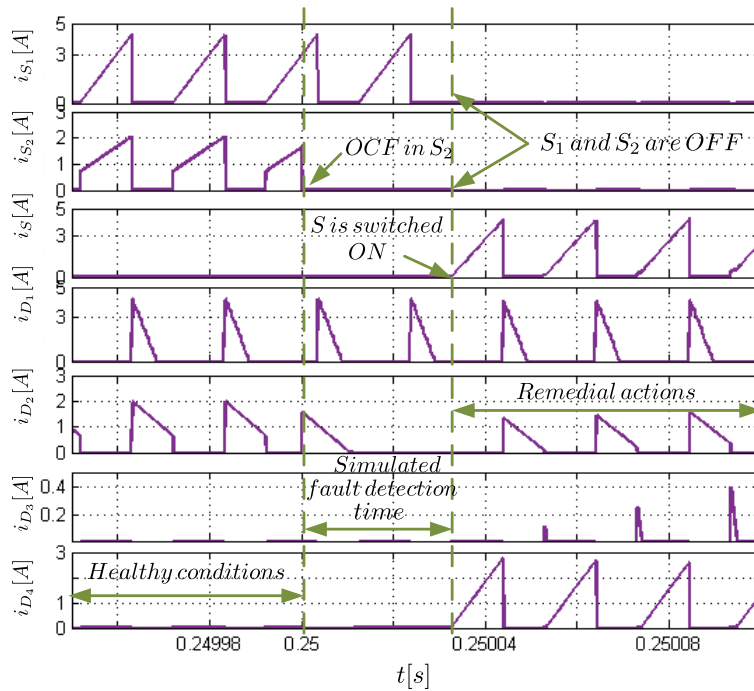 i_{S_1}[A]
5
3
0
i_{S_2}[A]
3
2
1
0
OCF in S_2
S_1 and S_2 are OFF
i_S[A]
5
3
0
S is switched
ON
i_{D_1}[A]
5
3
0
i_{D_2}[A]
3
2
1
0
Remedial actions
i_{D_3}[A]
0.4
0.2
0
Simulated
fault detection
time
i_{D_4}[A]
3
2
1
0
Healthy conditions
0.24998
0.25
0.25004
0.25008
t[s]